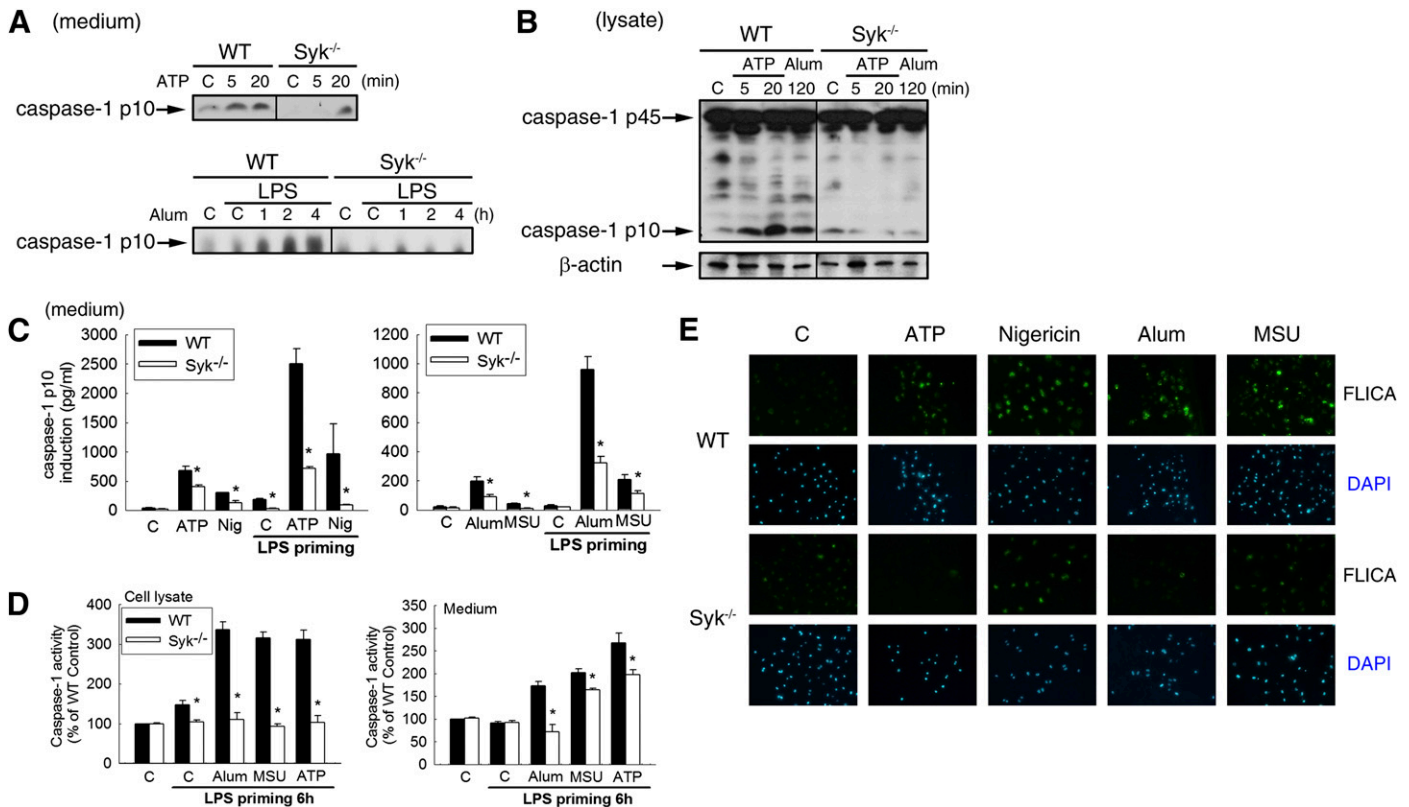 A (medium)
WT Syk-/-
ATP C 5 20 C 5 20 (min)
caspase-1 p10
WT Syk-/-
LPS LPS
Alum C C 1 2 4 C C 1 2 4 (h)
caspase-1 p10
B (lysate)
WT Syk-/-
ATP Alum ATP Alum
C 5 20 120 C 5 20 120 (min)
caspase-1 p45
caspase-1 p10
β-actin
C (medium)
caspase-1 p10
induction (pg/ml)
3000
2500
2000
1500
1000
500
0
WT
Syk-/-
* * * * *
C ATP Nig C ATP Nig
LPS priming
1200
1000
800
600
400
200
0
WT
Syk-/-
* * * *
C Alum MSU C Alum MSU
LPS priming
D Cell lysate
Caspase-1 activity
(% of WT Control)
400
300
200
100
0
WT
Syk-/-
* * * *
C C Alum MSU ATP
LPS priming 6h
Medium
Caspase-1 activity
(% of WT Control)
350
300
250
200
150
100
50
0
* * *
C C Alum MSU ATP
LPS priming 6h
E
C ATP Nigericin Alum MSU
FLICA
WT
DAPI
FLICA
Syk-/-
DAPI